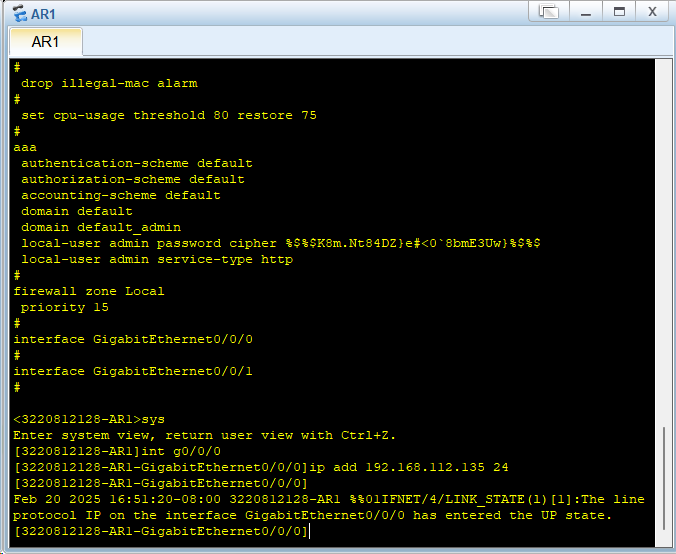 AR1
X
AR1
#
 drop illegal-mac alarm
#
 set cpu-usage threshold 80 restore 75
#
aaa
 authentication-scheme default
 authorization-scheme default
 accounting-scheme default
 domain default
 domain default_admin
 local-user admin password cipher %$%$K8m.Nt84DZ}e#<0`8bmE3Uw}%$%$
 local-user admin service-type http
#
firewall zone Local
 priority 15
#
interface GigabitEthernet0/0/0
#
interface GigabitEthernet0/0/1
#
<3220812128-AR1>sys
Enter system view, return user view with Ctrl+Z.
[3220812128-AR1]int g0/0/0
[3220812128-AR1-GigabitEthernet0/0/0]ip add 192.168.112.135 24
[3220812128-AR1-GigabitEthernet0/0/0]
Feb 20 2025 16:51:20-08:00 3220812128-AR1 %%01IFNET/4/LINK_STATE(l)[1]:The line
protocol IP on the interface GigabitEthernet0/0/0 has entered the UP state.
[3220812128-AR1-GigabitEthernet0/0/0]